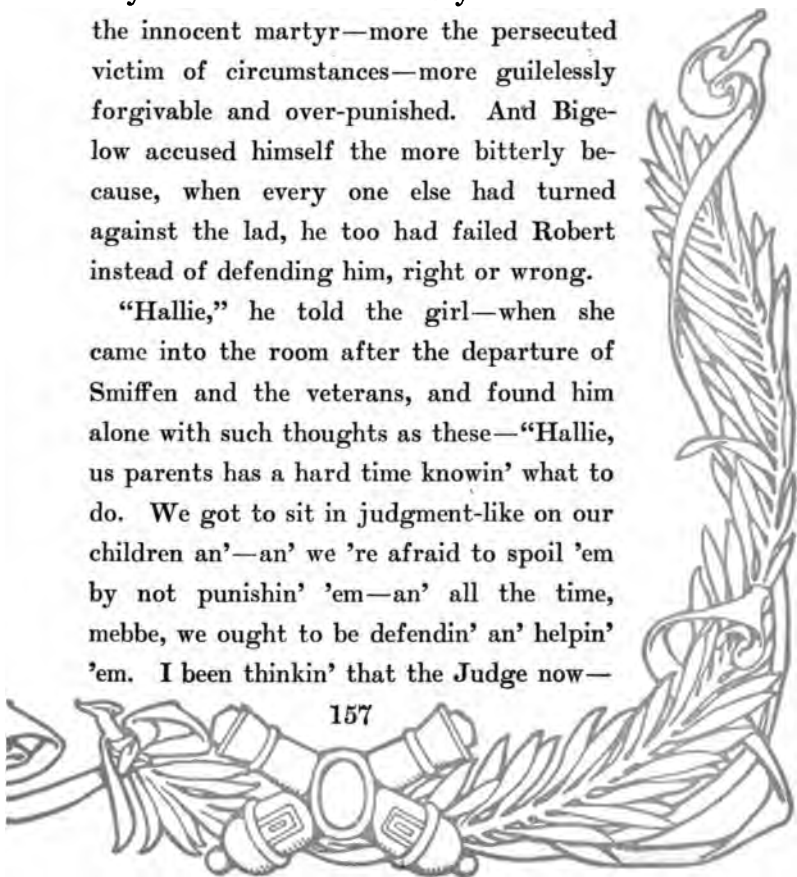 the innocent martyr—more the persecuted
victim of circumstances—more guilelessly
forgivable and over-punished. And Bige-
low accused himself the more bitterly be-
cause, when every one else had turned
against the lad, he too had failed Robert
instead of defending him, right or wrong.
“Hallie,” he told the girl—when she
came into the room after the departure of
Smiffen and the veterans, and found him
alone with such thoughts as these—“Hallie,
us parents has a hard time knowin’ what to
do. We got to sit in judgment-like on our
children an’—an’ we ’re afraid to spoil ’em
by not punishin’ ’em—an’ all the time,
mebbe, we ought to be defendin’ an’ helpin’
’em. I been thinkin’ that the Judge now—
157